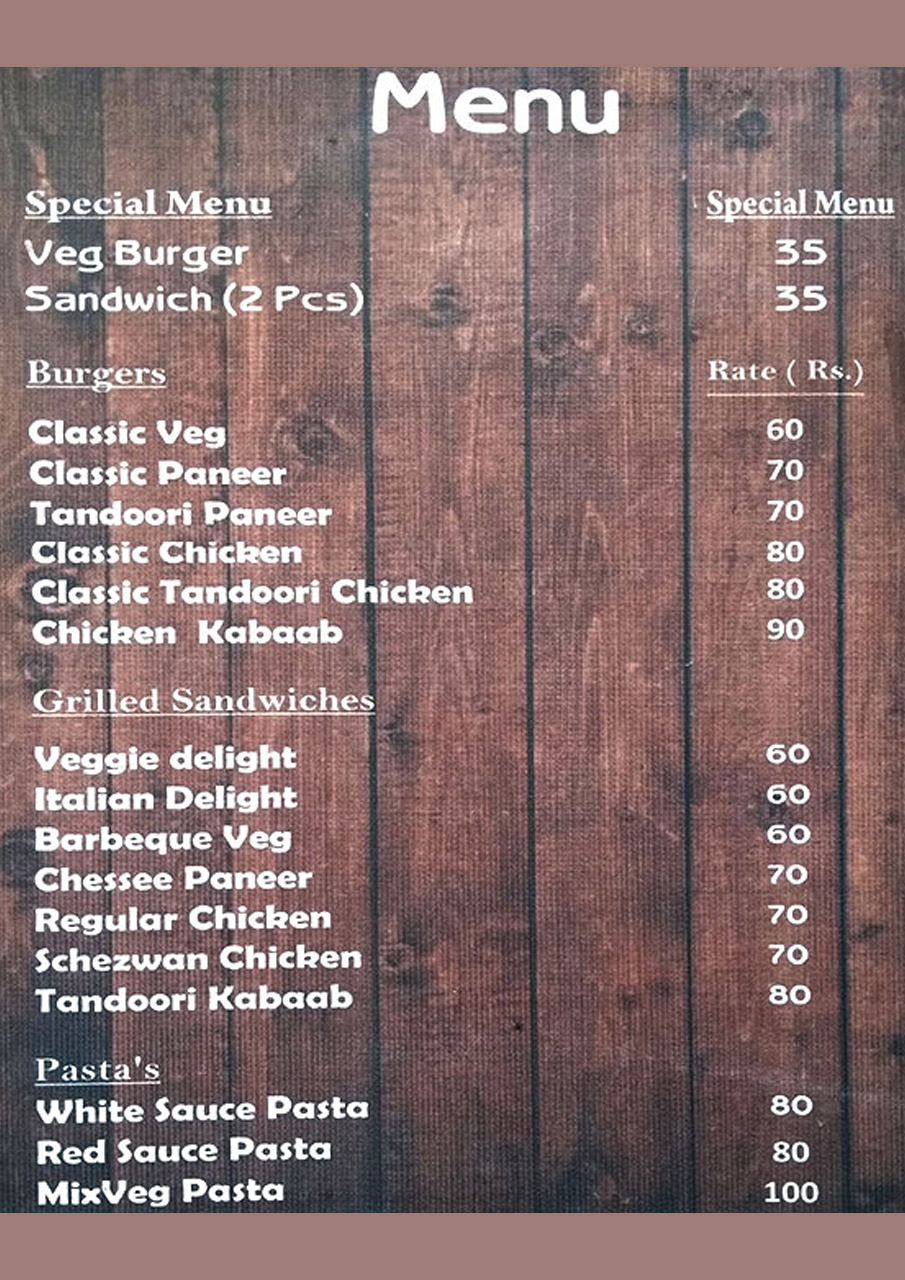 Menu
Special Menu Special Menu
Veg Burger 35
Sandwich (2 Pcs) 35
Burgers Rate ( Rs.)
Classic Veg 60
Classic Paneer 70
Tandoori Paneer 70
Classic Chicken 80
Classic Tandoori Chicken 80
Chicken Kabaab 90
Grilled Sandwiches
Veggie delight 60
Italian Delight 60
Barbeque Veg 60
Chessee Paneer 70
Regular Chicken 70
Schezwan Chicken 70
Tandoori Kabaab 80
Pasta's
White Sauce Pasta 80
Red Sauce Pasta 80
MixVeg Pasta 100